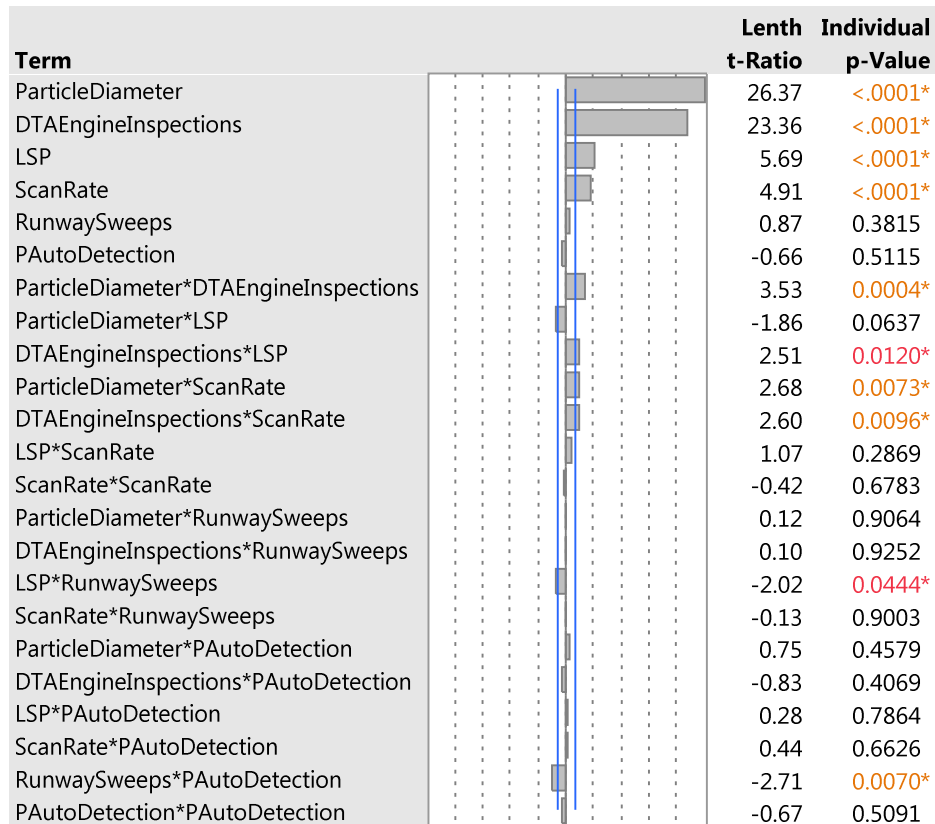 Lenth Individual
Term t-Ratio p-Value
ParticleDiameter 26.37 <.0001*
DTAEngineInspections 23.36 <.0001*
LSP 5.69 <.0001*
ScanRate 4.91 <.0001*
RunwaySweeps 0.87 0.3815
PAutoDetection -0.66 0.5115
ParticleDiameter*DTAEngineInspections 3.53 0.0004*
ParticleDiameter*LSP -1.86 0.0637
DTAEngineInspections*LSP 2.51 0.0120*
ParticleDiameter*ScanRate 2.68 0.0073*
DTAEngineInspections*ScanRate 2.60 0.0096*
LSP*ScanRate 1.07 0.2869
ScanRate*ScanRate -0.42 0.6783
ParticleDiameter*RunwaySweeps 0.12 0.9064
DTAEngineInspections*RunwaySweeps 0.10 0.9252
LSP*RunwaySweeps -2.02 0.0444*
ScanRate*RunwaySweeps -0.13 0.9003
ParticleDiameter*PAutoDetection 0.75 0.4579
DTAEngineInspections*PAutoDetection -0.83 0.4069
LSP*PAutoDetection 0.28 0.7864
ScanRate*PAutoDetection 0.44 0.6626
RunwaySweeps*PAutoDetection -2.71 0.0070*
PAutoDetection*PAutoDetection -0.67 0.5091